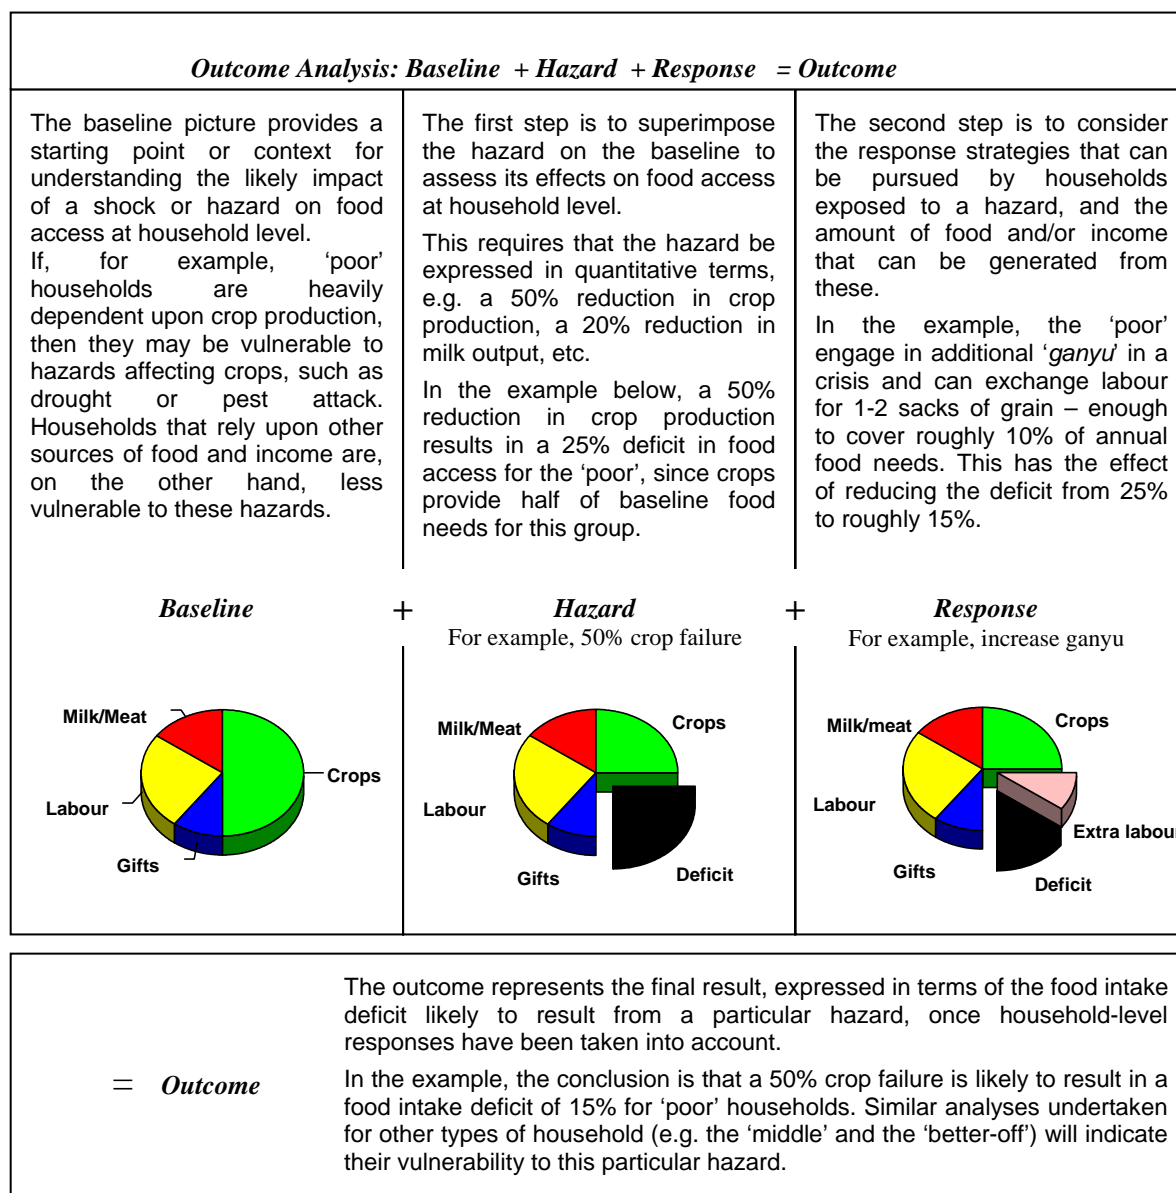 Outcome Analysis: Baseline + Hazard + Response = Outcome
The baseline picture provides a
starting point or context for
understanding the likely impact
of a shock or hazard on food
access at household level.
If, for example, ‘poor’
households are heavily
dependent upon crop production,
then they may be vulnerable to
hazards affecting crops, such as
drought or pest attack.
Households that rely upon other
sources of food and income are,
on the other hand, less
vulnerable to these hazards.
The first step is to superimpose
the hazard on the baseline to
assess its effects on food access
at household level.
This requires that the hazard be
expressed in quantitative terms,
e.g. a 50% reduction in crop
production, a 20% reduction in
milk output, etc.
In the example below, a 50%
reduction in crop production
results in a 25% deficit in food
access for the ‘poor’, since crops
provide half of baseline food
needs for this group.
The second step is to consider
the response strategies that can
be pursued by households
exposed to a hazard, and the
amount of food and/or income
that can be generated from
these.
In the example, the ‘poor’
engage in additional ‘ganyu’ in a
crisis and can exchange labour
for 1-2 sacks of grain – enough
to cover roughly 10% of annual
food needs. This has the effect
of reducing the deficit from 25%
to roughly 15%.
Baseline + Hazard + Response
For example, 50% crop failure
For example, increase ganyu
Milk/Meat
Crops
Labour
Gifts
Milk/Meat
Crops
Labour
Gifts
Deficit
Milk/meat
Crops
Labour
Extra labour
Gifts
Deficit
= Outcome
The outcome represents the final result, expressed in terms of the food intake
deficit likely to result from a particular hazard, once household-level
responses have been taken into account.
In the example, the conclusion is that a 50% crop failure is likely to result in a
food intake deficit of 15% for ‘poor’ households. Similar analyses undertaken
for other types of household (e.g. the ‘middle’ and the ‘better-off’) will indicate
their vulnerability to this particular hazard.